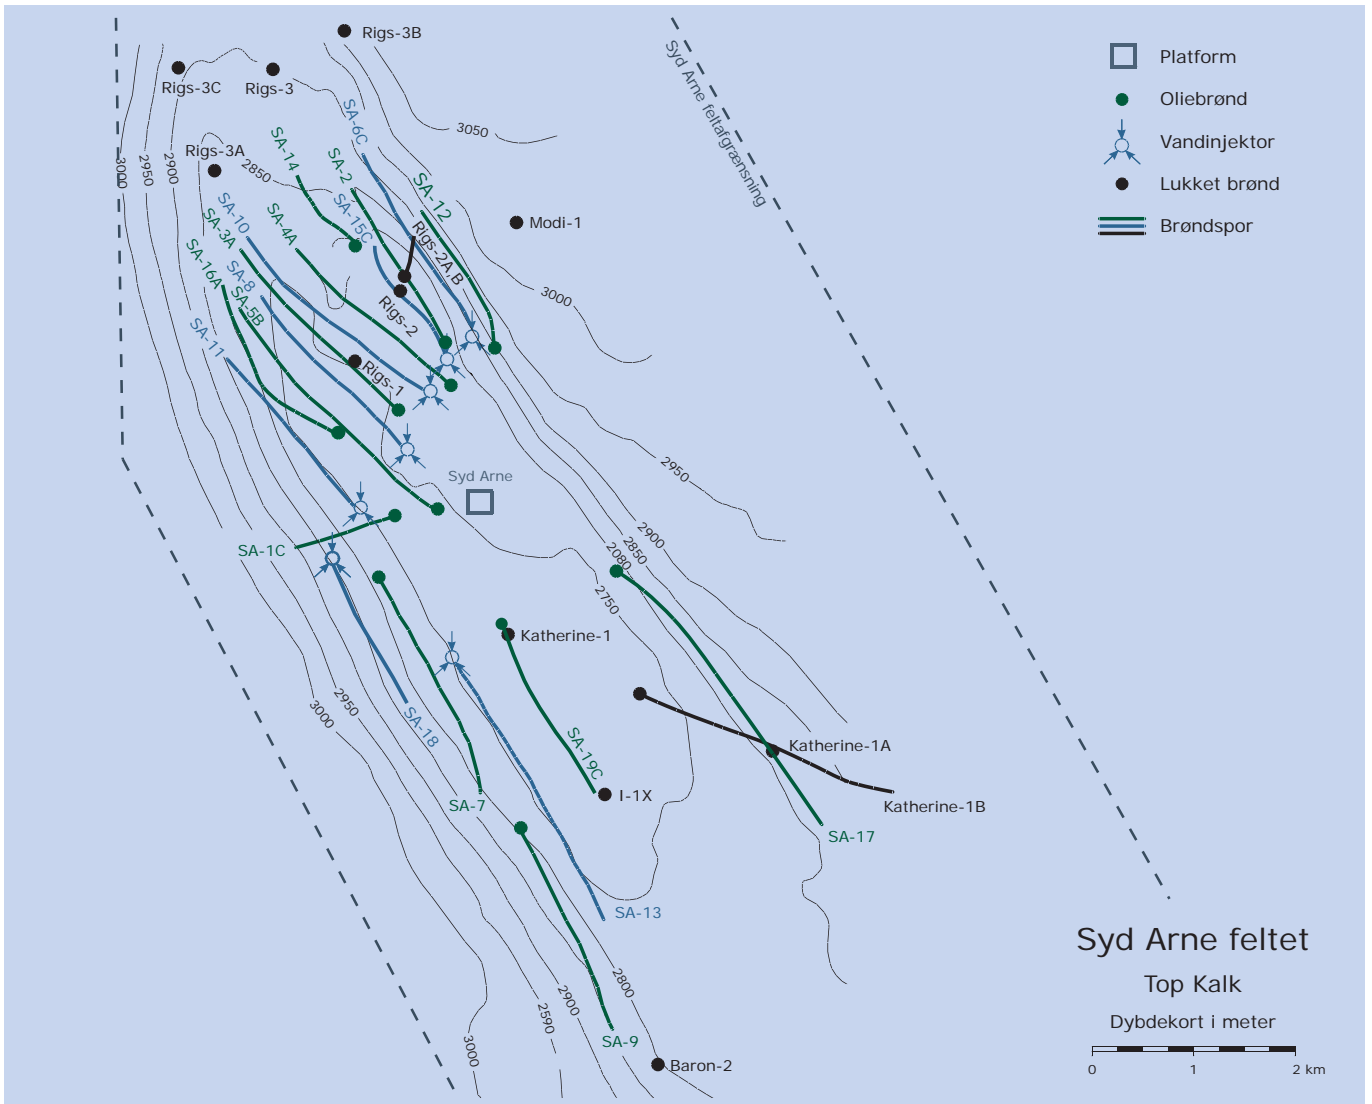 Rigs-3B
Platform
Rigs-3C
Rigs-3
Oliebrønd
Syd Arne feltafgrænsning
SA-6C
3050
Vandinjektor
SA-14
Rigs-3A
SA-2
3000
2950
2900
2850
Lukket brønd
SA-12
SA-15C
SA-10
SA-3A
SA-4A
Modi-1
Brøndspor
Rigs-2A,B
SA-16A
SA-8
SA-5B
3000
Rigs-2
SA-11
Rigs-1
2950
Syd Arne
2900
2850
2080
SA-1C
2750
Katherine-1
2950
3000
SA-18
SA-19C
Katherine-1A
SA-7
I-1X
Katherine-1B
SA-17
SA-13
Syd Arne feltet
Top Kalk
Dybdekort i meter
2800
2900
2590
3000
SA-9
Baron-2
0
1
2 km